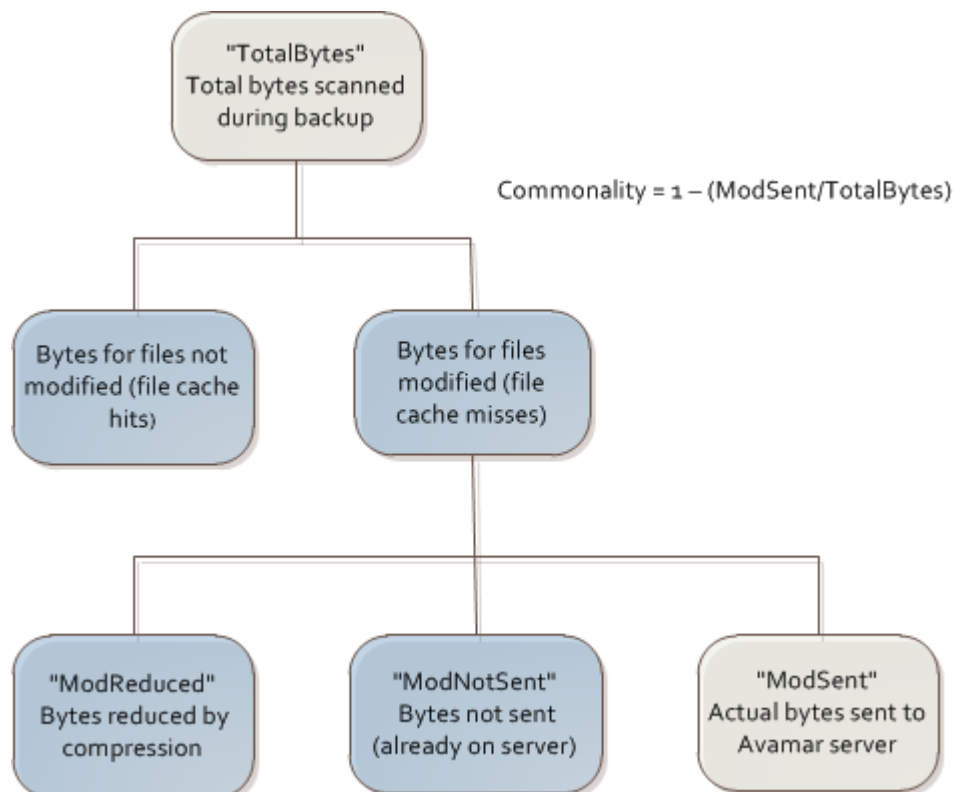 "TotalBytes"
Total bytes scanned
during backup
Commonality = 1 – (ModSent/TotalBytes)
Bytes for files not
modified (file cache
hits)
Bytes for files
modified (file
cache misses)
"ModReduced"
Bytes reduced by
compression
"ModNotSent"
Bytes not sent
(already on server)
"ModSent"
Actual bytes sent to
Avamar server